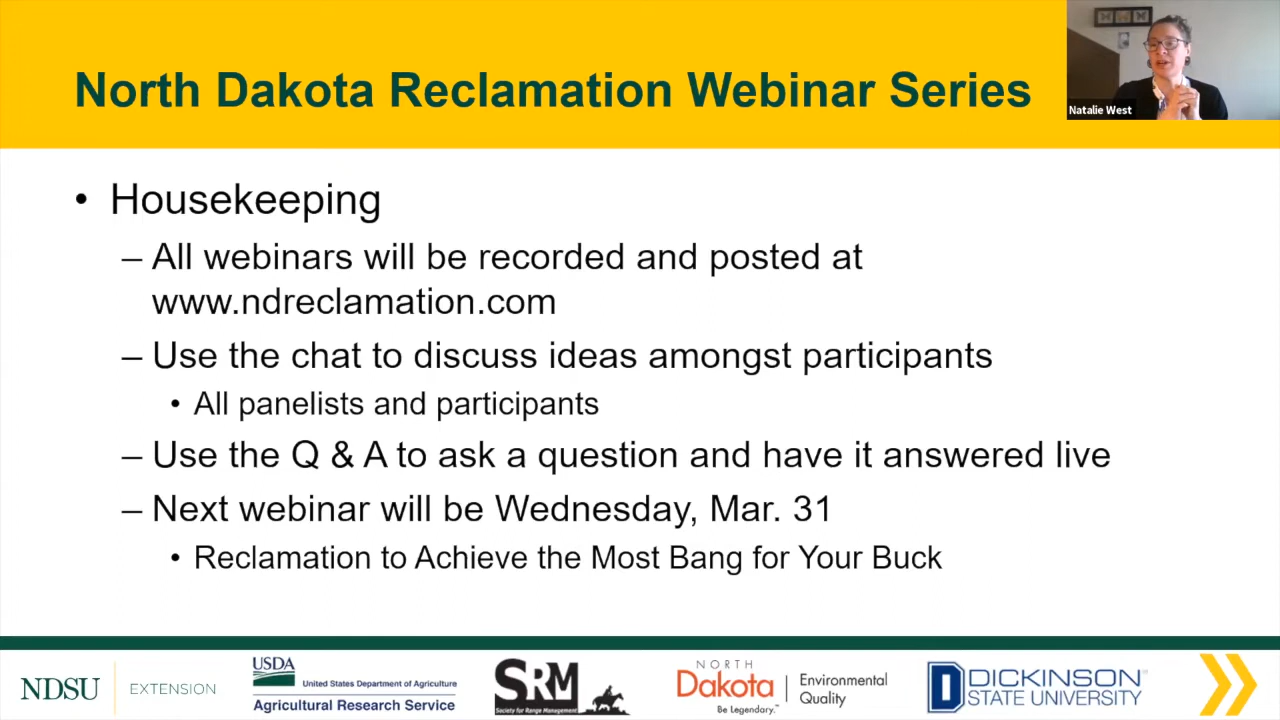 North Dakota Reclamation Webinar Series
Natalie West
• Housekeeping
– All webinars will be recorded and posted at
www.ndreclamation.com
– Use the chat to discuss ideas amongst participants
• All panelists and participants
– Use the Q & A to ask a question and have it answered live
– Next webinar will be Wednesday, Mar. 31
• Reclamation to Achieve the Most Bang for Your Buck
NDSU EXTENSION
USDA
United States Department of Agriculture
Agricultural Research Service
SRM
Society for Range Management
NORTH
Dakota
Be Legendary.™
Environmental
Quality
D DICKINSON
STATE UNIVERSITY